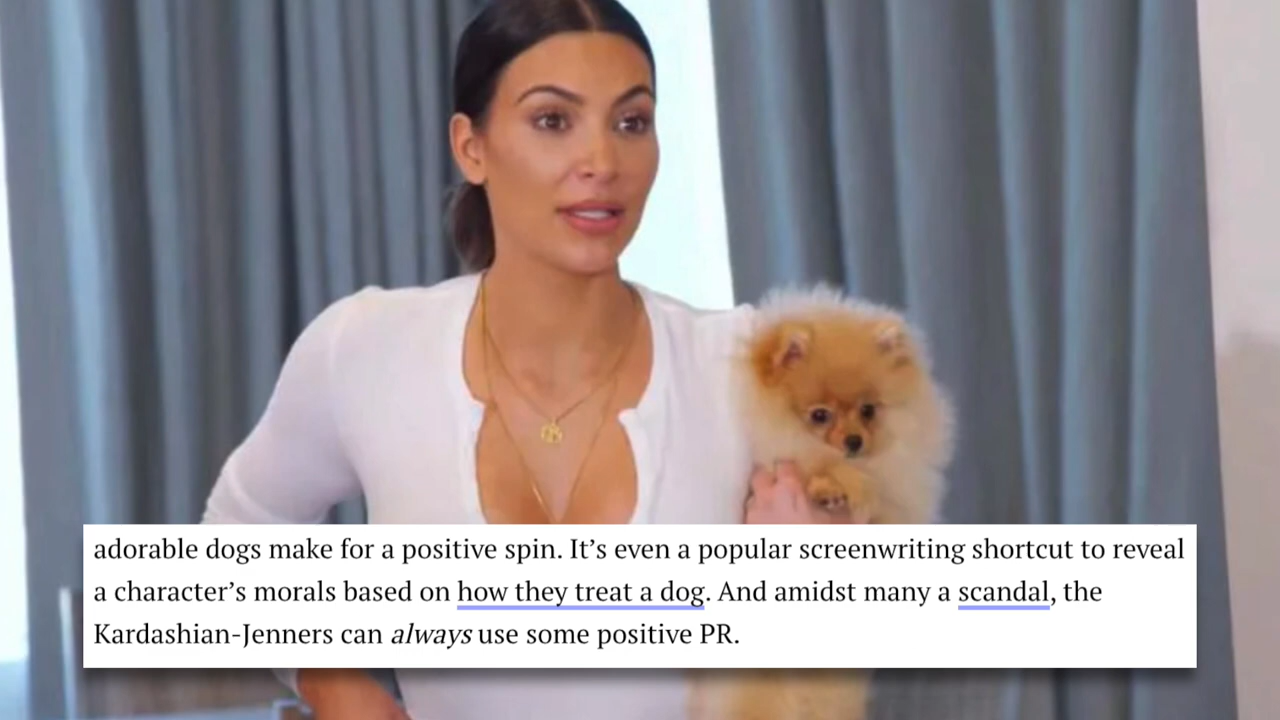 adorable dogs make for a positive spin. It’s even a popular screenwriting shortcut to reveal
a character’s morals based on how they treat a dog. And amidst many a scandal, the
Kardashian-Jenners can always use some positive PR.